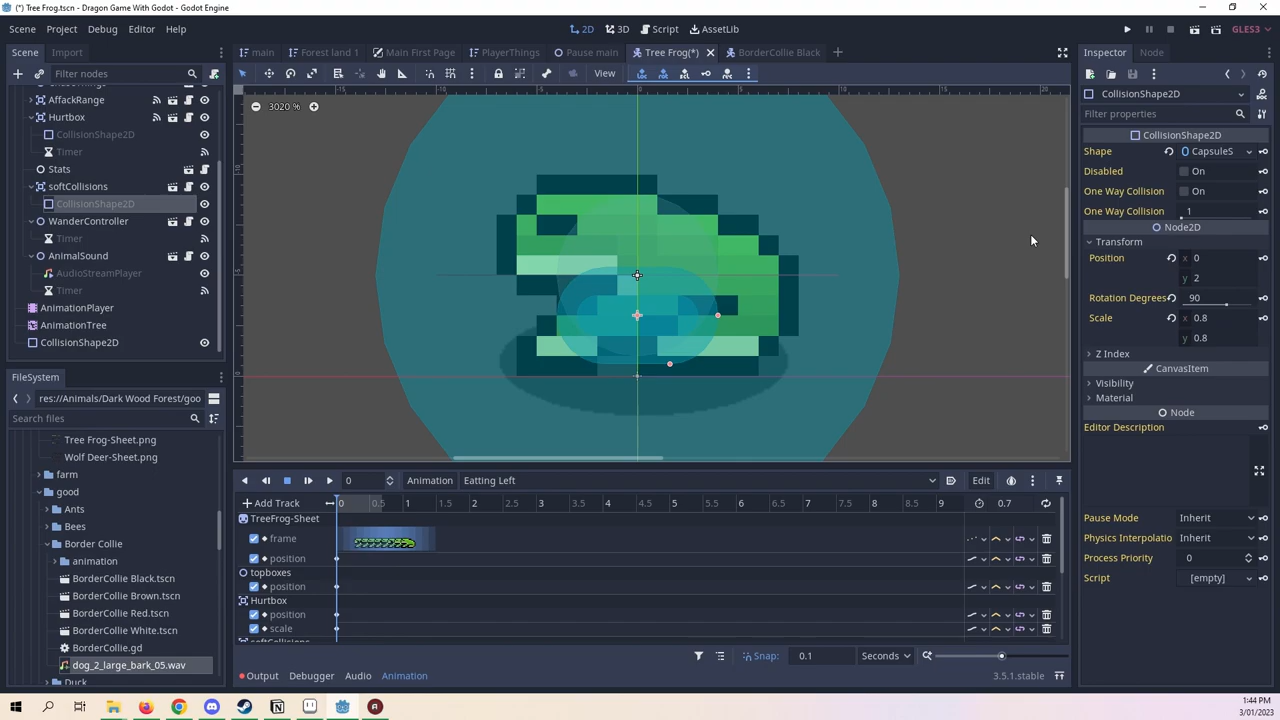 (*) Tree Frog.tscn - Dragon Game With Godot - Godot Engine
Scene Project Debug Editor Help
2D 3D Script AssetLib
GLES3
Scene Import
main Forest land 1 Main First Page PlayerThings Pause main Tree Frog(*) BorderCollie Black
Inspector Node
Filter nodes
View
3020 %
CollisionShape2D
Filter properties
AffackRange
Hurtbox
CollisionShape2D
Timer
Stats
softCollisions
CollisionShape2D
WanderController
Timer
AnimalSound
AudioStreamPlayer
Timer
AnimationPlayer
AnimationTree
CollisionShape2D
CollisionShape2D
Shape CapsuleS
Disabled On
One Way Collision On
One Way Collision 1
Node2D
Transform
Position x 0
y 2
Rotation Degrees 90
Scale x 0.8
y 0.8
Z Index
CanvasItem
Visibility
Material
Node
Editor Description
Pause Mode Inherit
Physics Interpolatio Inherit
Process Priority 0
Script [empty]
FileSystem
res://Animals/Dark Wood Forest/goo
Search files
Tree Frog-Sheet.png
Wolf Deer-Sheet.png
farm
good
Ants
Bees
Border Collie
animation
BorderCollie Black.tscn
BorderCollie Brown.tscn
BorderCollie Red.tscn
BorderCollie White.tscn
BorderCollie.gd
dog_2_large_bark_05.wav
Duck
0 Animation Eatting Left Edit
Add Track 0 0.5 1 1.5 2 2.5 3 3.5 4 4.5 5 5.5 6 6.5 7 7.5 8 8.5 9 0.7
TreeFrog-Sheet
frame
position
topboxes
position
Hurtbox
position
scale
Snap: 0.1 Seconds
Output Debugger Audio Animation
3.5.1.stable
1:44 PM
3/01/2023